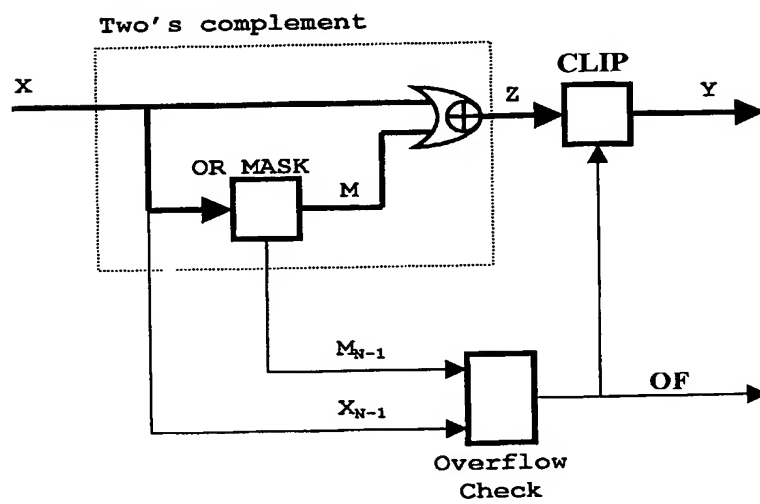 Two's complement
X
CLIP
Z
Y
OR MASK
M
M_{N-1}
X_{N-1}
OF
Overflow
Check